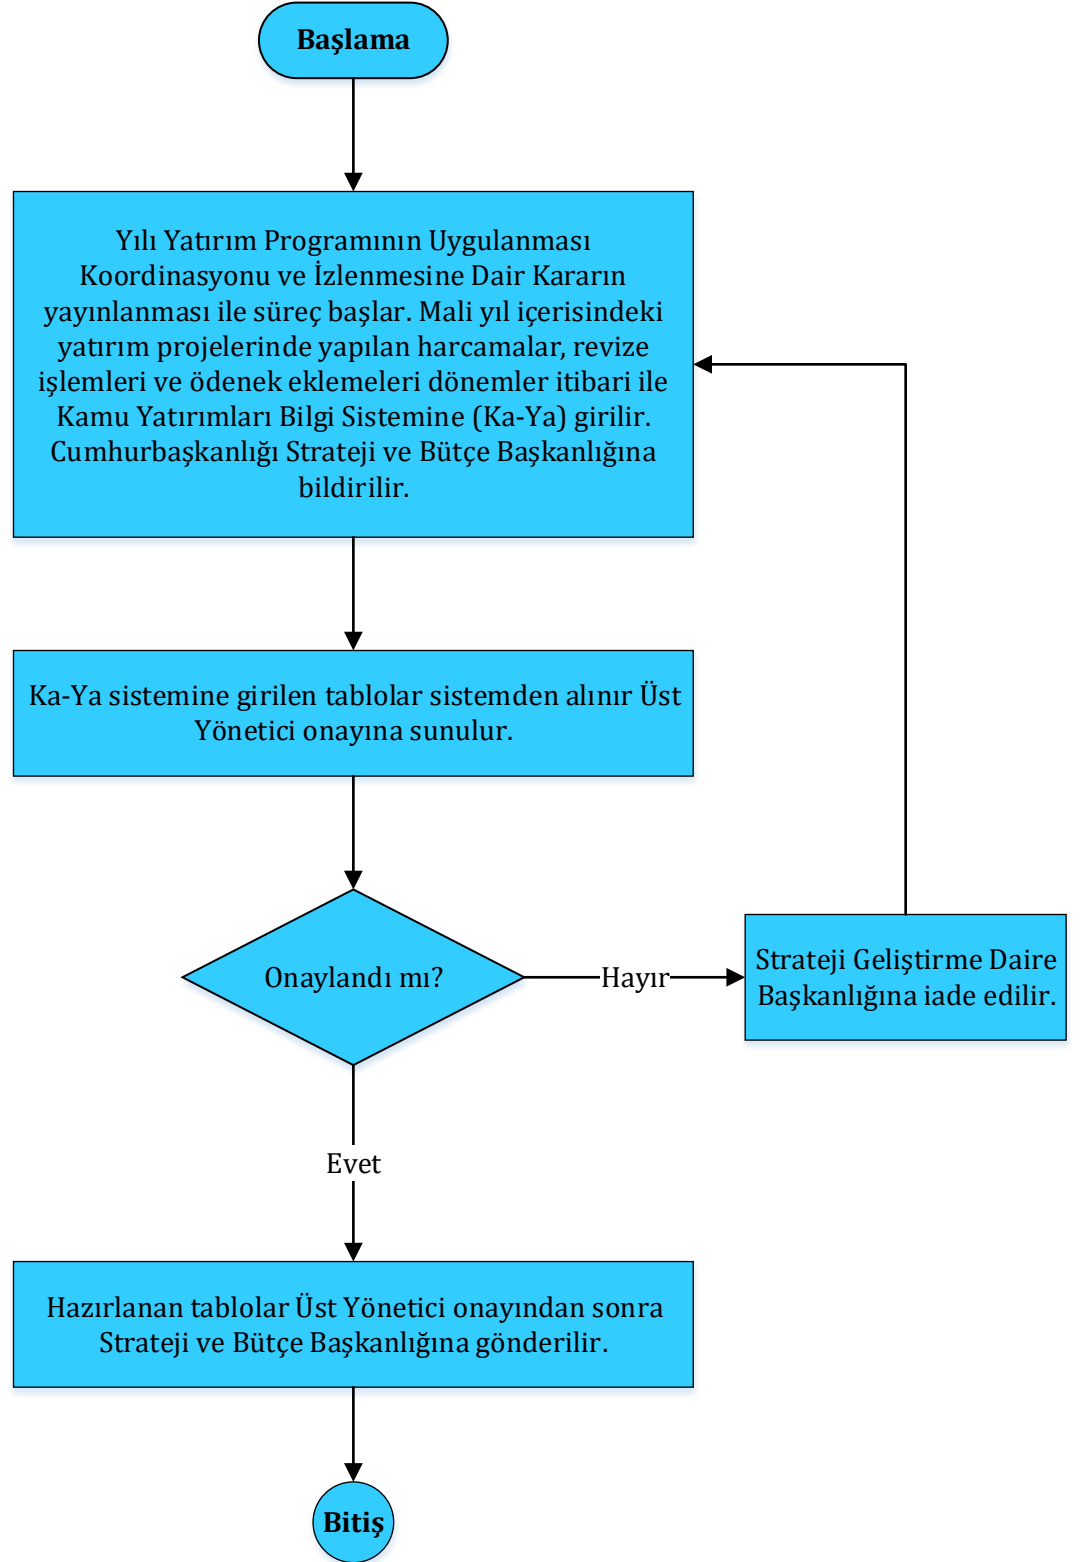 Başlama
Yılı Yatırım Programının Uygulanması
Koordinasyonu ve İzlenmesine Dair Kararın
yayınlanması ile süreç başlar. Mali yıl içerisindeki
yatırım projelerinde yapılan harcamalar, revize
işlemleri ve ödenek eklemeleri dönemler itibari ile
Kamu Yatırımları Bilgi Sistemine (Ka-Ya) girilir.
Cumhurbaşkanlığı Strateji ve Bütçe Başkanlığına
bildirilir.
Ka-Ya sistemine girilen tablolar sistemden alınır Üst
Yönetici onayına sunulur.
Onaylandı mı?
Hayır
Strateji Geliştirme Daire
Başkanlığına iade edilir.
Evet
Hazırlanan tablolar Üst Yönetici onayından sonra
Strateji ve Bütçe Başkanlığına gönderilir.
Bitiş